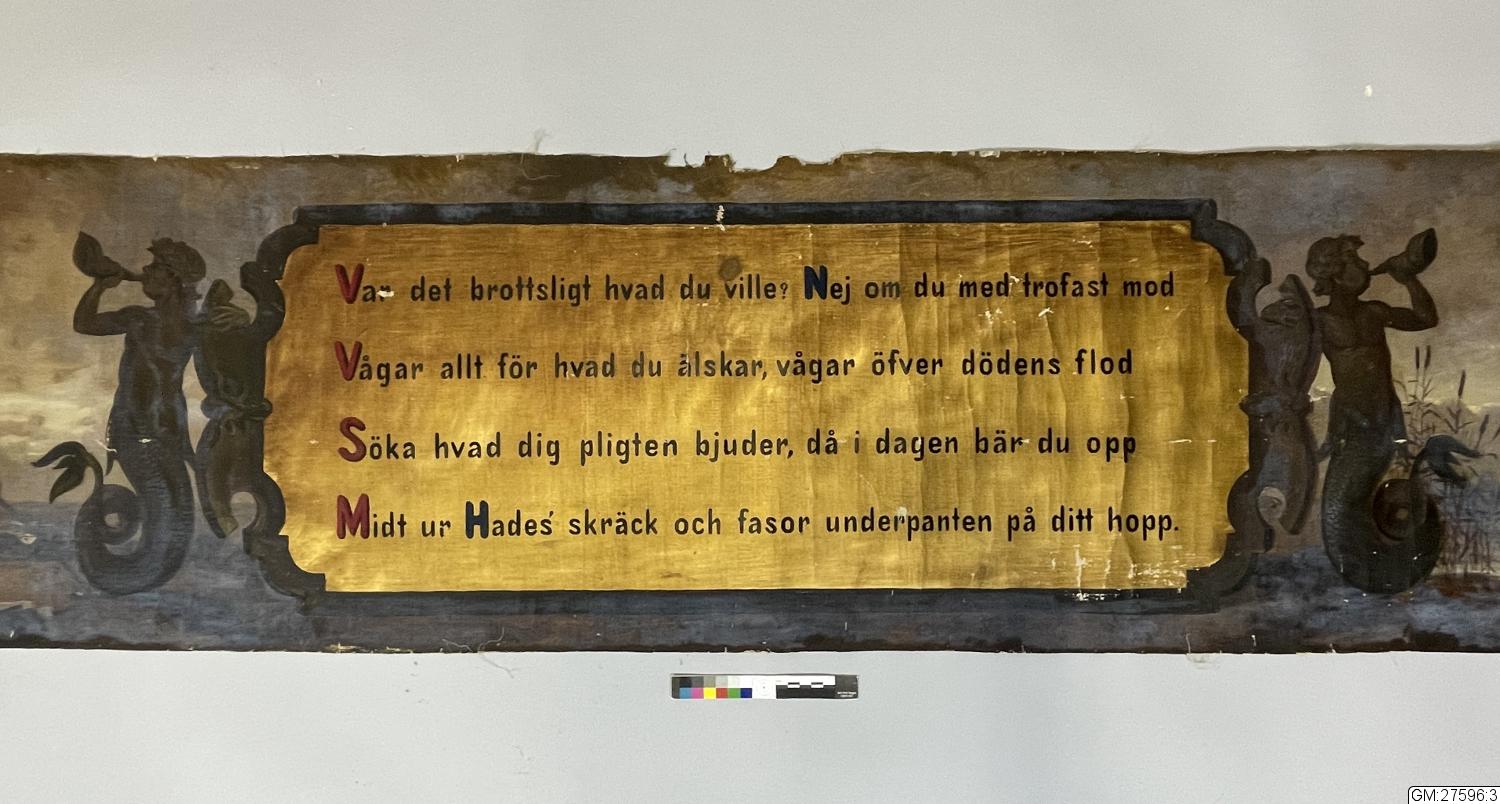 Var det brottsligt hvad du ville? Nej om du med trofast mod
Vågar allt för hvad du älskar, vågar öfver dödens flod
Söka hvad dig pligten bjuder, då i dagen bär du opp
Midt ur Hades' skräck och fasor underpanten på ditt hopp.
GM:27596:3